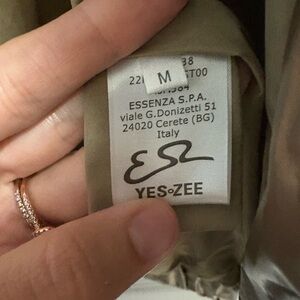 M
ESSENZA S.P.A.
viale G.Donizetti 51
24020 Cerete (BG)
Italy
YES•ZEE